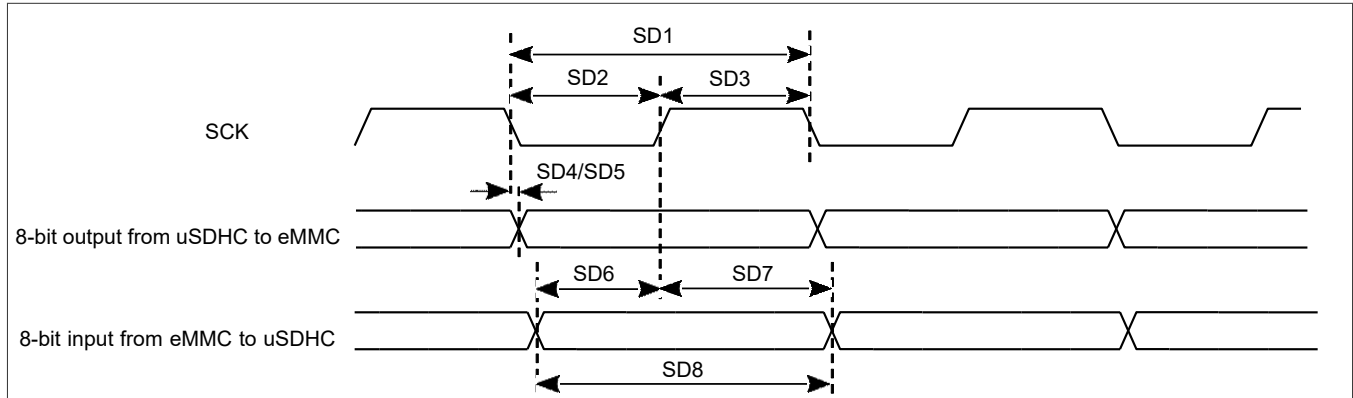 SD1
SD2
SD3
SCK
SD4/SD5
8-bit output from uSDHC to eMMC
SD6
SD7
8-bit input from eMMC to uSDHC
SD8